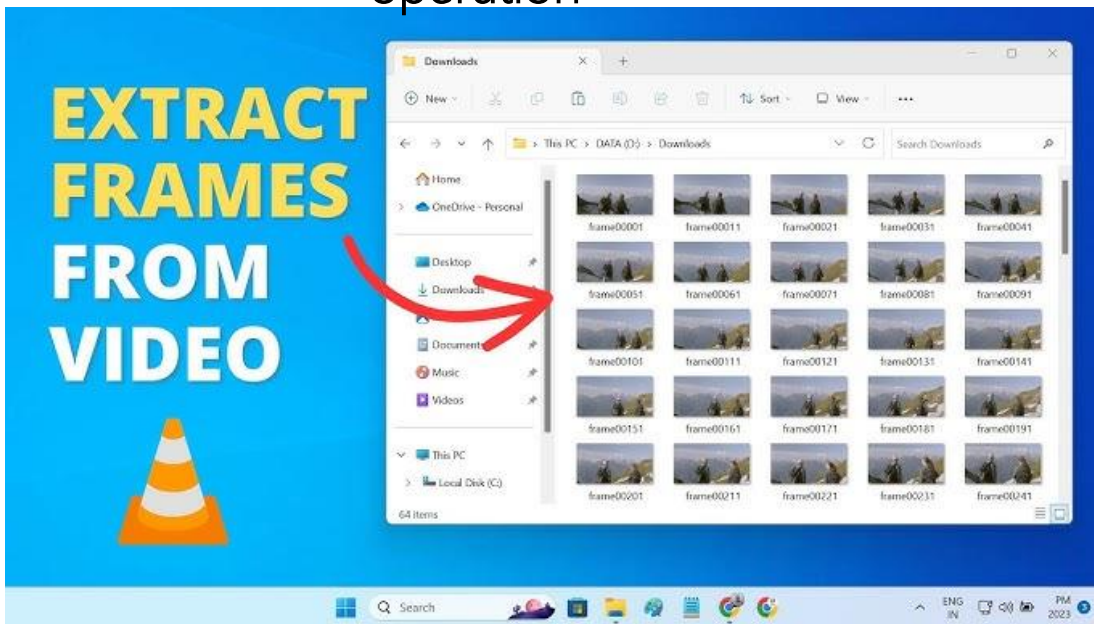 operation
EXTRACT
FRAMES
FROM
VIDEO
Downloads
New
Sort
View
This PC > DATA (D:) > Downloads
Search Downloads
Home
OneDrive - Personal
Desktop
Downloads
Documents
Music
Videos
This PC
Local Disk (C:)
frame00001 frame00011 frame00021 frame00031 frame00041
frame00051 frame00061 frame00071 frame00081 frame00091
frame00101 frame00111 frame00121 frame00131 frame00141
frame00151 frame00161 frame00171 frame00181 frame00191
frame00201 frame00211 frame00221 frame00231 frame00241
64 items
Search
ENG
IN
PM
2023